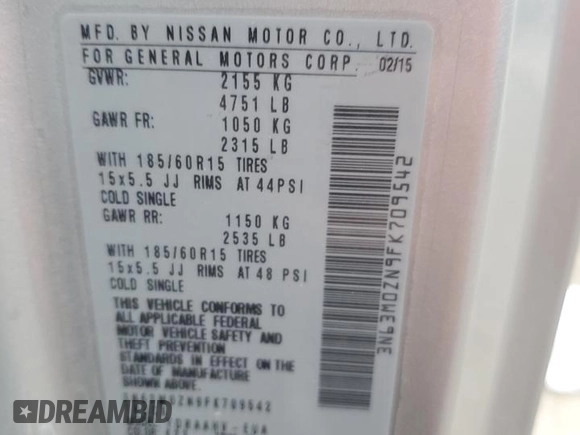 MFD. BY NISSAN MOTOR CO., LTD.
FOR GENERAL MOTORS CORP. 02/15
GVWR: 2155 KG
4751 LB
GAWR FR: 1050 KG
2315 LB
WITH 185/60R15 TIRES
15x5.5 JJ RIMS AT 44PSI
COLD SINGLE
GAWR RR: 1150 KG
2535 LB
WITH 185/60R15 TIRES
15x5.5 JJ RIMS AT 48 PSI
COLD SINGLE
THIS VEHICLE CONFORMS TO
ALL APPLICABLE FEDERAL
MOTOR VEHICLE SAFETY AND
THEFT PREVENTION
STANDARDS IN EFFECT ON THE
DATE OF MANUFACTURE
SHOWN ABOVE.
3N63M0ZN9FK709542
3N63M0ZN9FK709542
DREAMBID